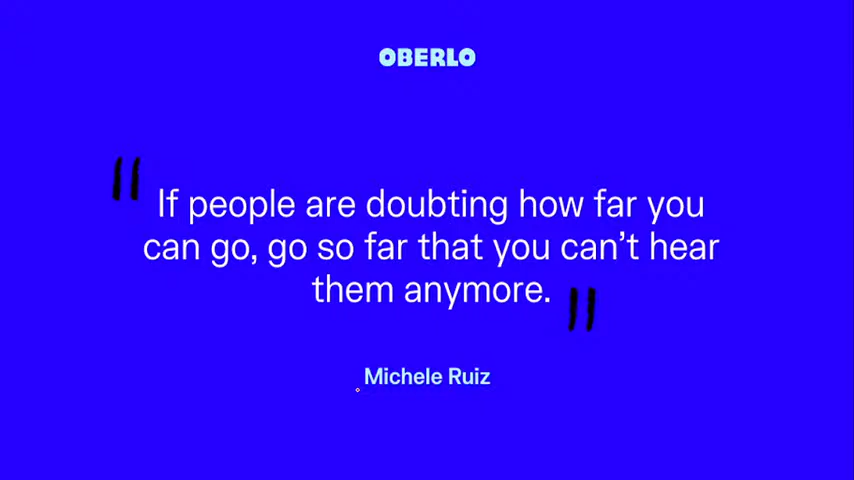 OBERLO
" If people are doubting how far you
can go, go so far that you can’t hear
them anymore. "
Michele Ruiz